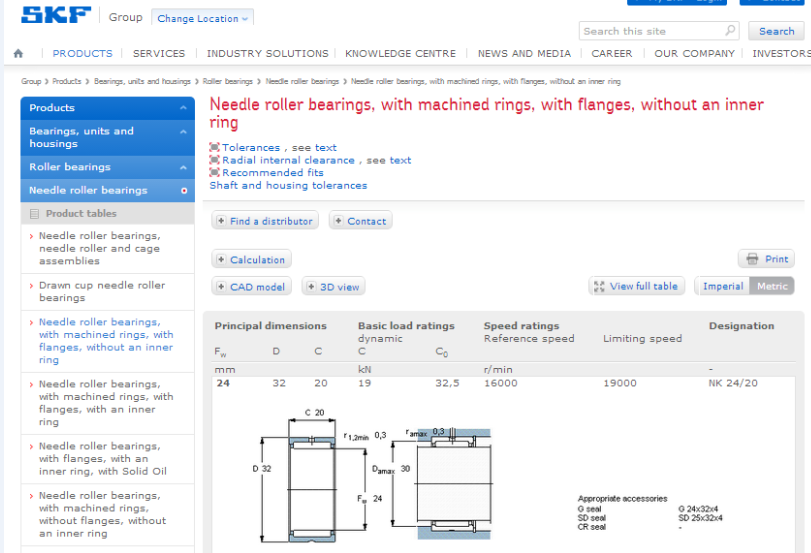 SKF Group Change Location
Search this site Search
PRODUCTS SERVICES INDUSTRY SOLUTIONS KNOWLEDGE CENTRE NEWS AND MEDIA CAREER OUR COMPANY INVESTORS
Group > Products > Bearings, units and housings > Roller bearings > Needle roller bearings > Needle roller bearings, with machined rings, with flanges, without an inner ring
Products
Bearings, units and
housings
Roller bearings
Needle roller bearings
Product tables
Needle roller bearings,
needle roller and cage
assemblies
Drawn cup needle roller
bearings
Needle roller bearings,
with machined rings, with
flanges, without an inner
ring
Needle roller bearings,
with machined rings, with
flanges, with an inner
ring
Needle roller bearings,
with flanges, with an
inner ring, with Solid Oil
Needle roller bearings,
with machined rings,
without flanges, without
an inner ring
Needle roller bearings, with machined rings, with flanges, without an inner
ring
Tolerances , see text
Radial internal clearance , see text
Recommended fits
Shaft and housing tolerances
Find a distributor Contact
Calculation Print
CAD model 3D view View full table Imperial Metric
Principal dimensions Basic load ratings Speed ratings Designation
dynamic Reference speed Limiting speed
Fw D C C C0
mm kN r/min -
24 32 20 19 32,5 16000 19000 NK 24/20
C 20
r1,2min 0,3 ramax 0,3
D 32 Damax 30
Fw 24
Appropriate accessories
G seal G 24x32x4
SD seal SD 25x32x4
CR seal -